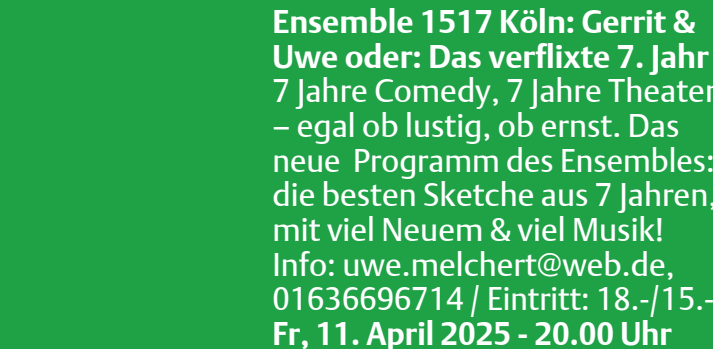 Ensemble 1517 Köln: Gerrit &
Uwe oder: Das verflixte 7. Jahr
7 Jahre Comedy, 7 Jahre Theater
– egal ob lustig, ob ernst. Das
neue Programm des Ensembles:
die besten Sketche aus 7 Jahren,
mit viel Neuem & viel Musik!
Info: uwe.melchert@web.de,
01636696714 / Eintritt: 18.-/15.-
Fr, 11. April 2025 - 20.00 Uhr